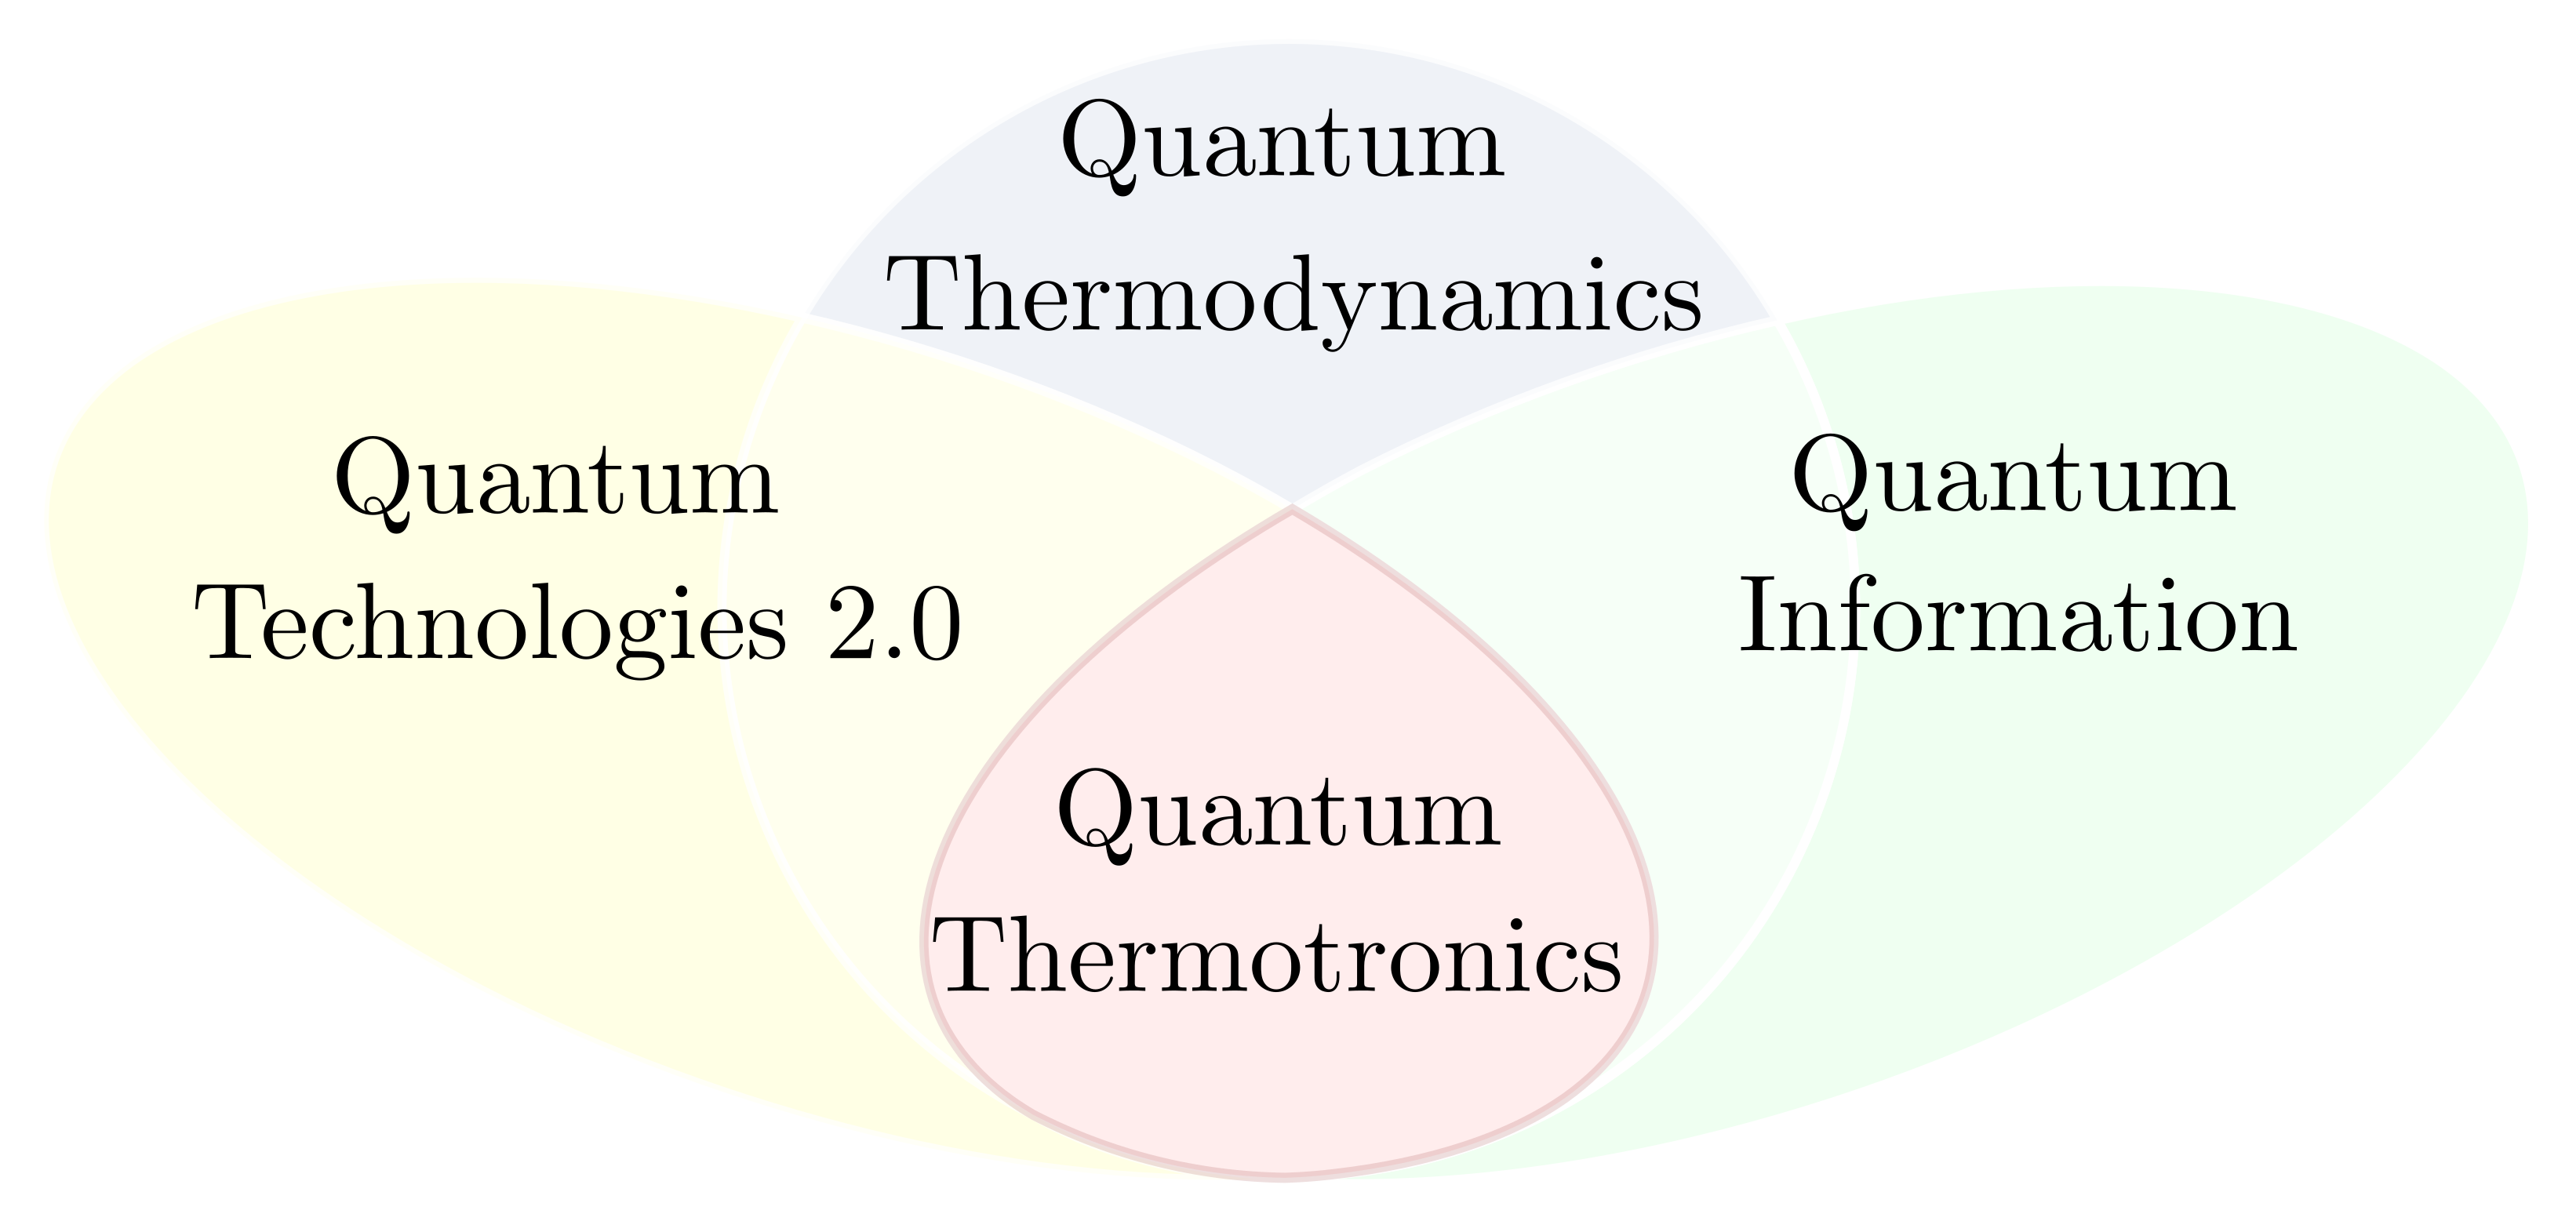 Quantum
Thermodynamics
Quantum
Technologies 2.0
Quantum
Information
Quantum
Thermotronics